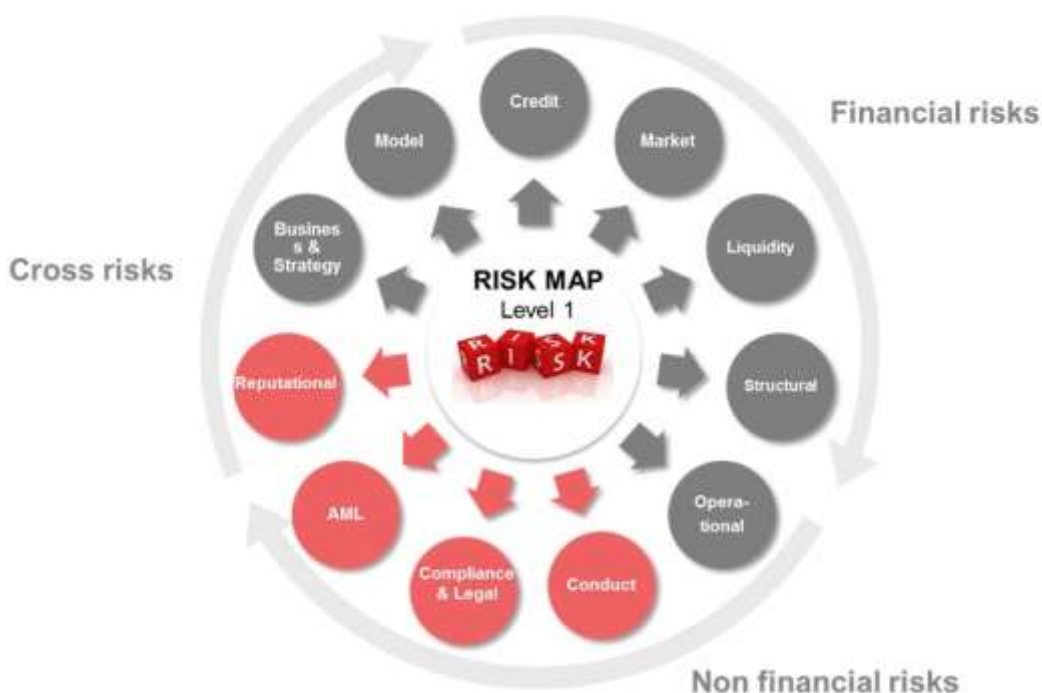 Credit
Model
Market
Financial risks
Busines
s &
Strategy
Liquidity
Cross risks
RISK MAP
Level 1
R I S K
R I S K
Reputational
Structural
AML
Opera-
tional
Compliance
& Legal
Conduct
Non financial risks